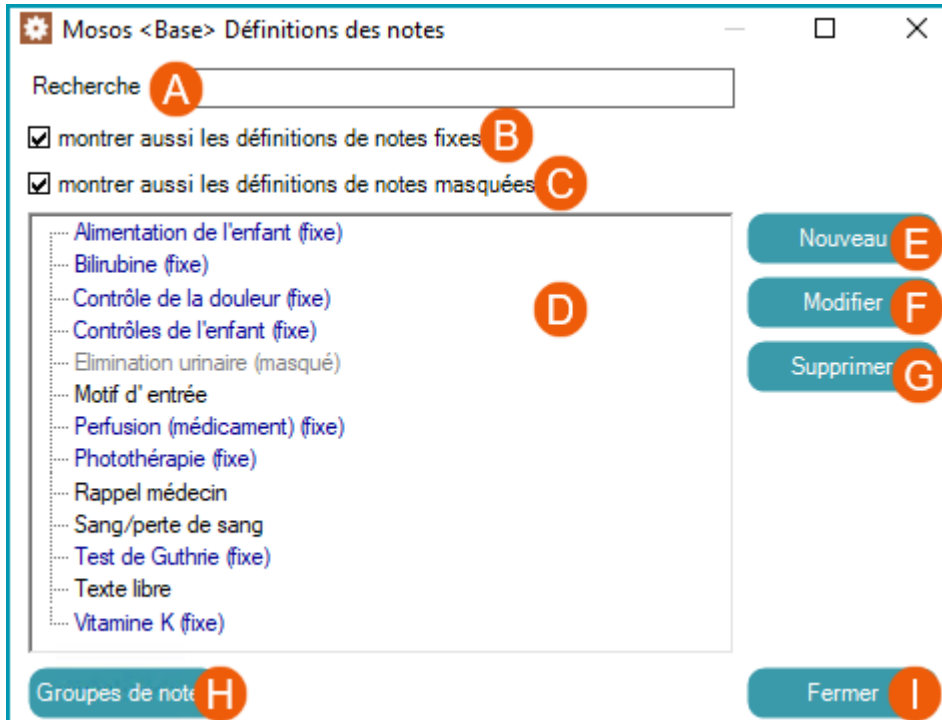 Mosos <Base> Définitions des notes
Recherche A
montrer aussi les définitions de notes fixes B
montrer aussi les définitions de notes masquées C
Alimentation de l'enfant (fixe)
Bilirubine (fixe)
Contrôle de la douleur (fixe)
Contrôles de l'enfant (fixe)
Elimination urinaire (masqué)
Motif d' entrée
Perfusion (médicament) (fixe)
Photothérapie (fixe)
Rappel médecin
Sang/perte de sang
Test de Guthrie (fixe)
Texte libre
Vitamine K (fixe)
D
Nouveau E
Modifier F
Supprimer G
Groupes de note H
Fermer I